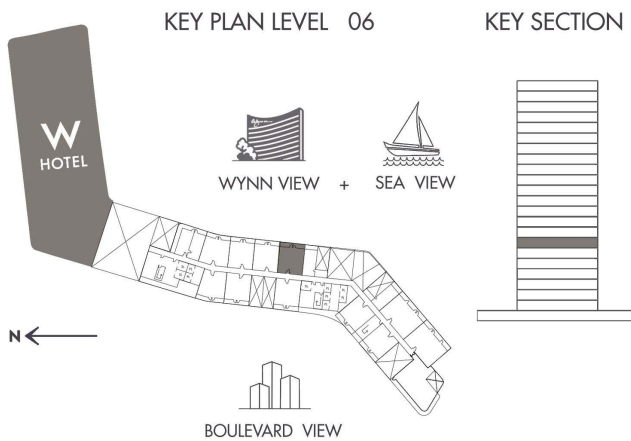 KEY PLAN LEVEL 06
KEY SECTION
W
HOTEL
WYNN VIEW + SEA VIEW
N
BOULEVARD VIEW